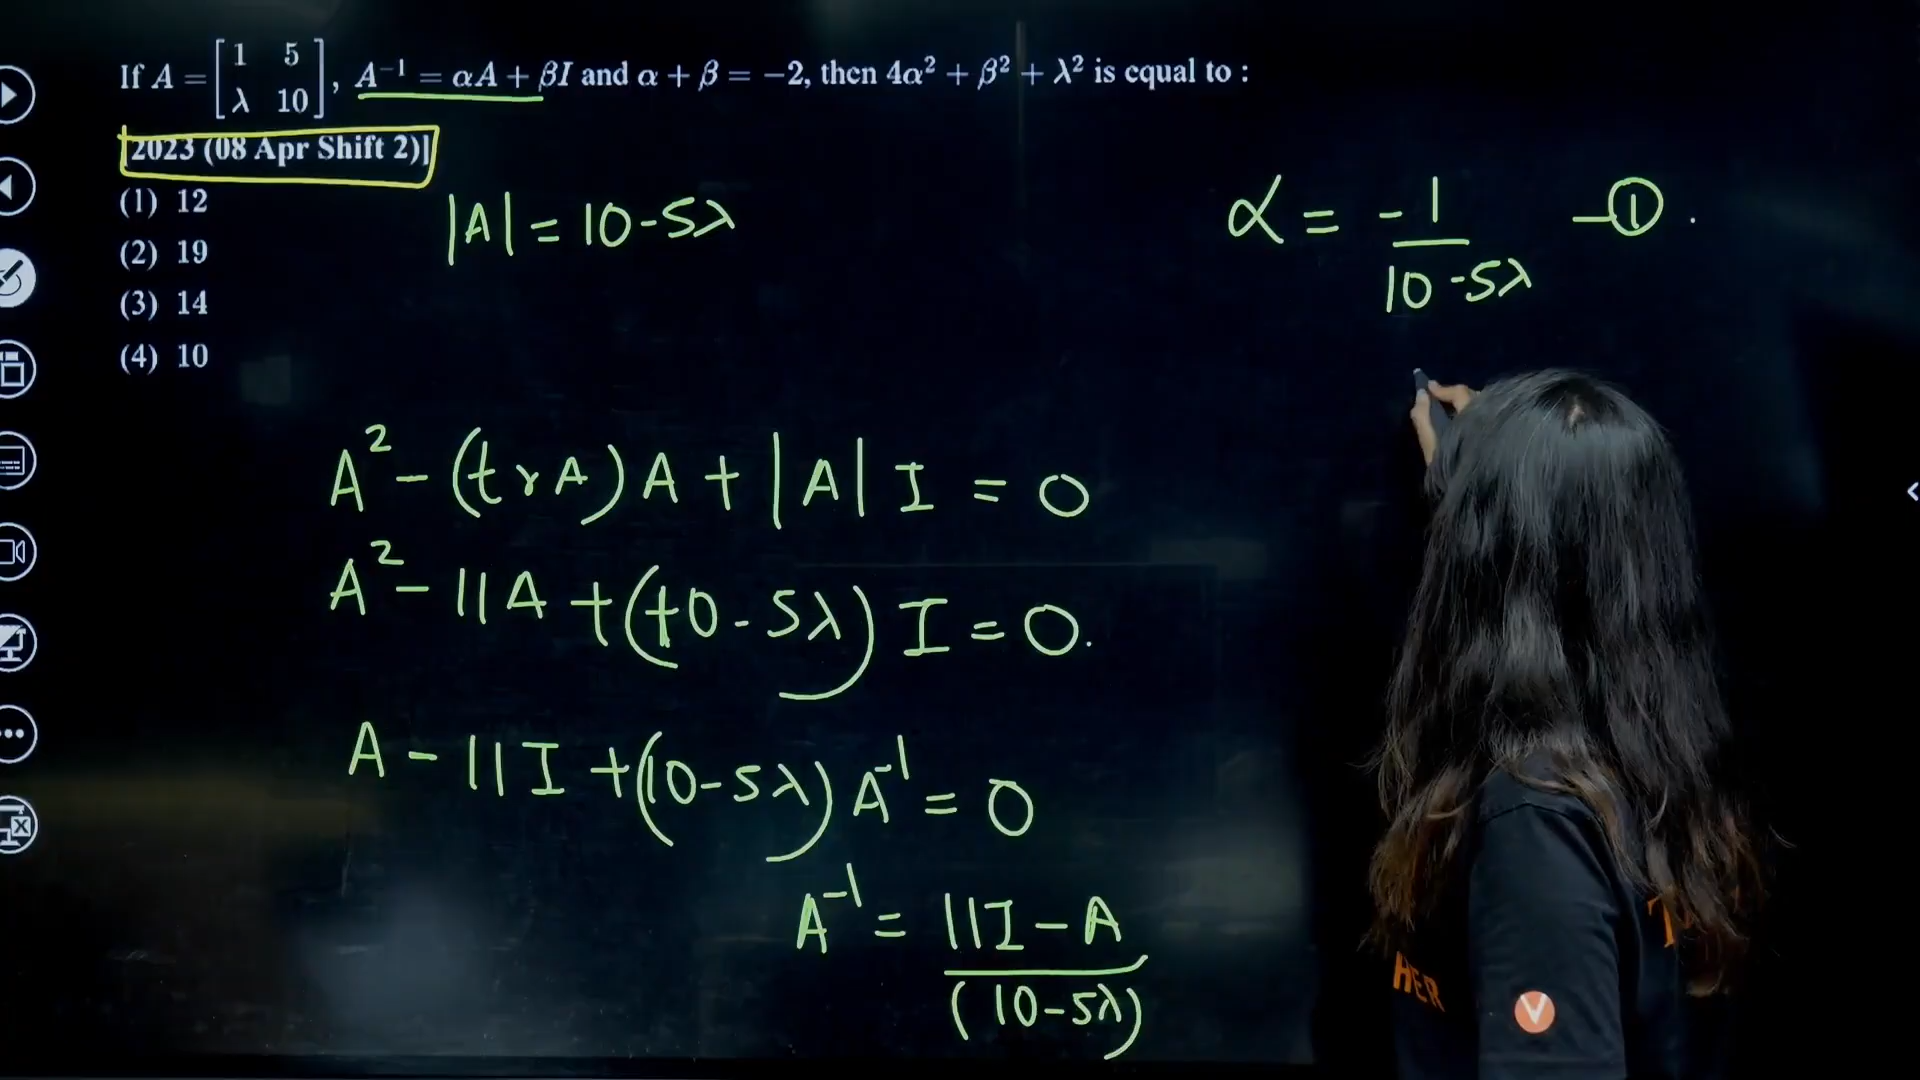 If A = [1 5; λ 10], A⁻¹ = αA + βI and α + β = −2, then 4α² + β² + λ² is equal to :
[2023 (08 Apr Shift 2)]
(1) 12
(2) 19
(3) 14
(4) 10
|A| = 10-5λ
α = -1/(10-5λ) -①.
A² - (trA)A + |A| I = 0
A² - 11A + (10-5λ) I = 0.
A - 11I + (10-5λ) A⁻¹ = 0
A⁻¹ = (11I - A)/(10-5λ)
HER
V